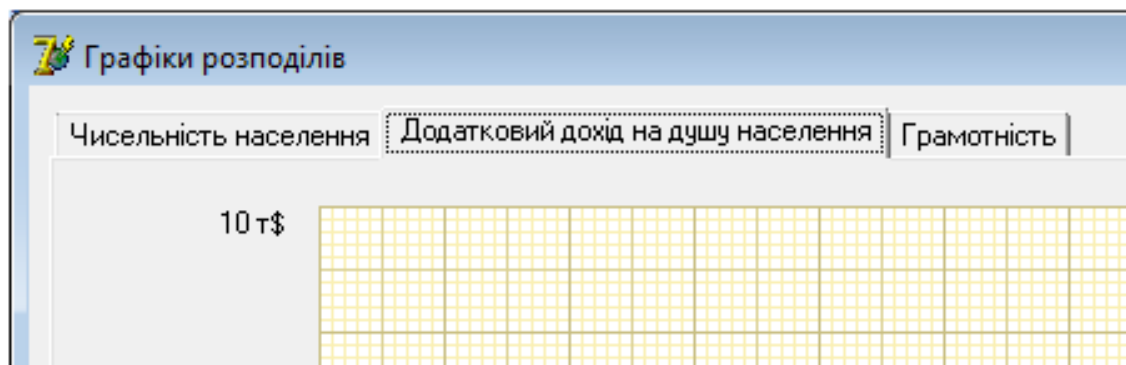 Графіки розподілів
Чисельність населення Додатковий дохід на душу населення Грамотність
10 т$